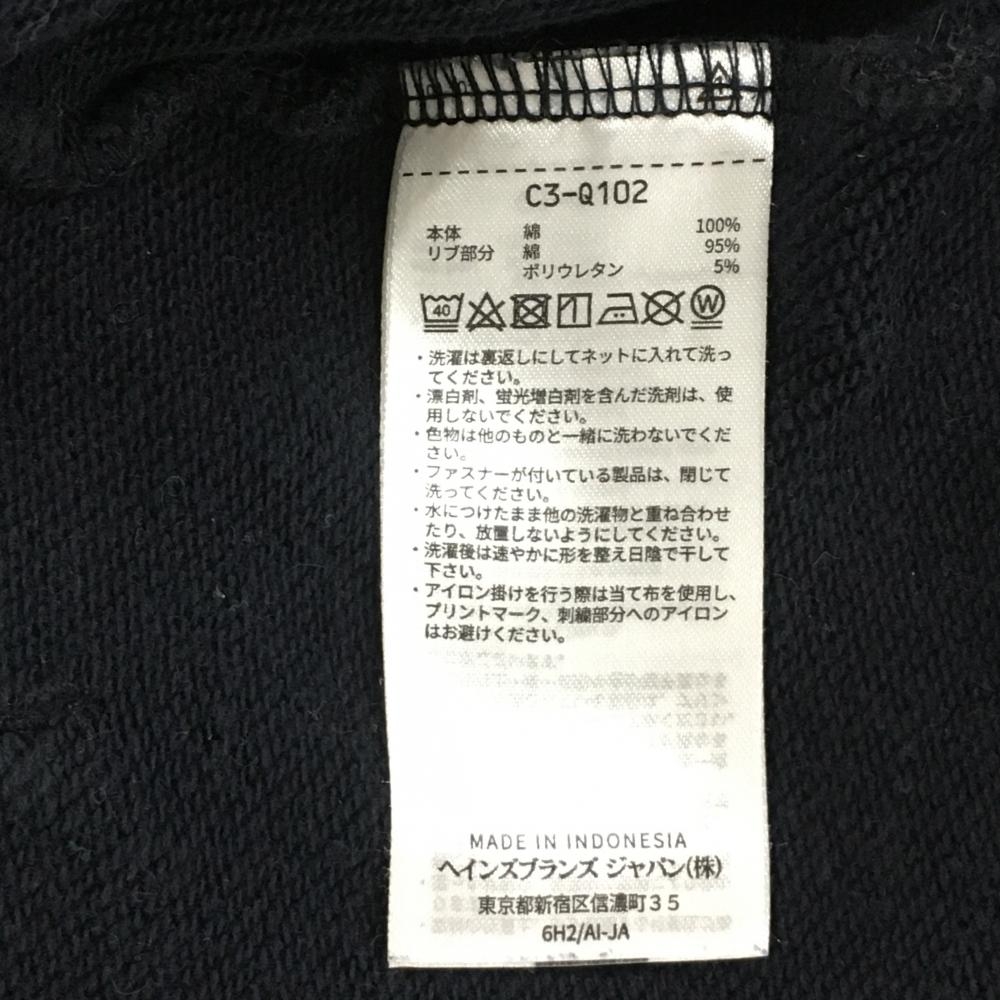 C3-Q102
本体 綿 100%
リブ部分 綿 95%
ポリウレタン 5%
40 W
・洗濯は裏返しにしてネットに入れて洗っ
てください。
・漂白剤、蛍光増白剤を含んだ洗剤は、使
用しないでください。
・色物は他のものと一緒に洗わないでくだ
さい。
・ファスナーが付いている製品は、閉じて
洗ってください。
・水につけたまま他の洗濯物と重ね合わせ
たり、放置しないようにしてください。
・洗濯後は速やかに形を整え日陰で干して
下さい。
・アイロン掛けを行う際は当て布を使用し、
プリントマーク、刺繍部分へのアイロン
はお避けください。
MADE IN INDONESIA
ヘインズブランズ ジャパン(株)
東京都新宿区信濃町35
6H2/AI-JA